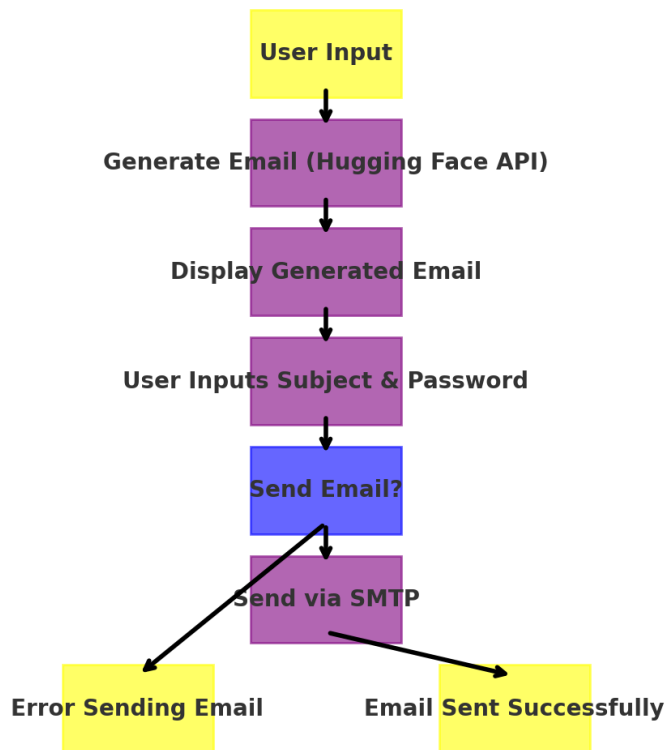 User Input
Generate Email (Hugging Face API)
Display Generated Email
User Inputs Subject & Password
Send Email?
Send via SMTP
Error Sending Email
Email Sent Successfully